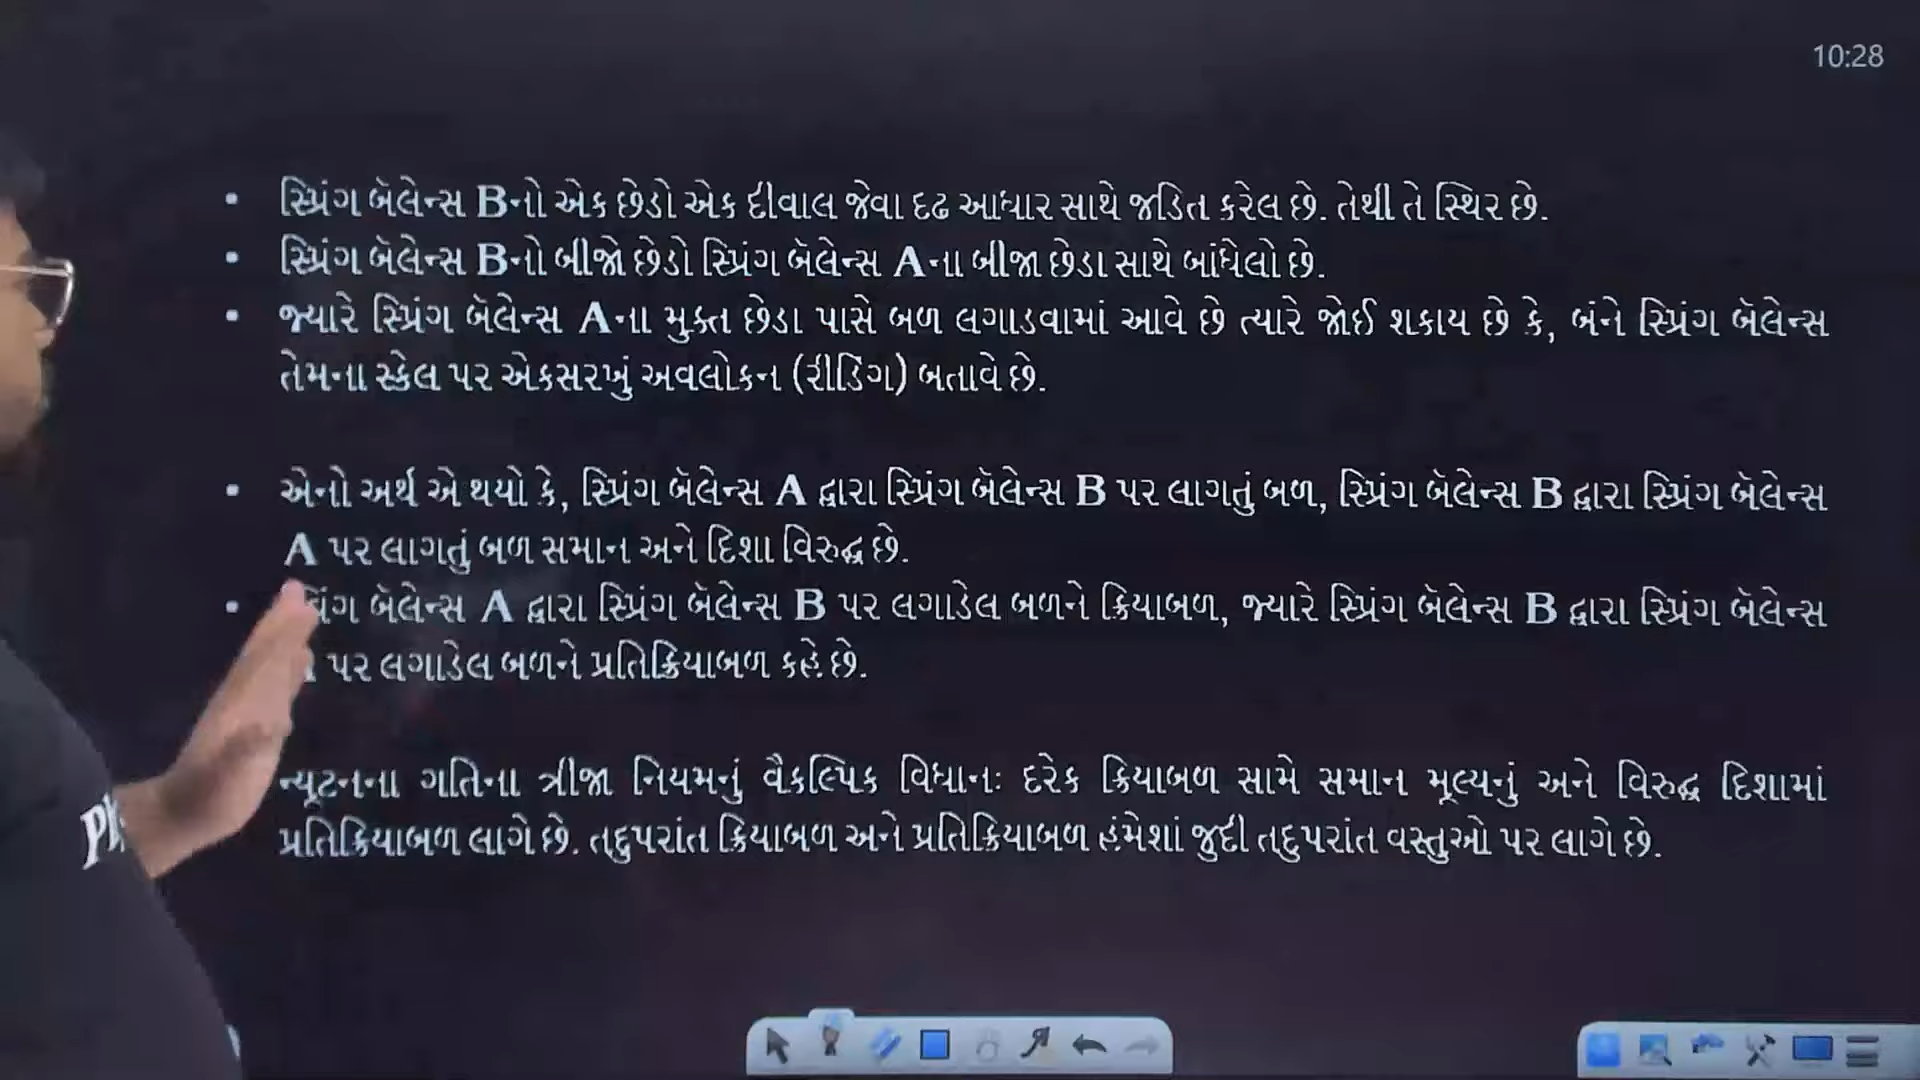 10:28
• સ્પ્રિંગ બૅલેન્સ Bનો એક છેડો એક દીવાલ જેવા દૃઢ આધાર સાથે જડિત કરેલ છે. તેથી તે સ્થિર છે.
• સ્પ્રિંગ બૅલેન્સ Bનો બીજો છેડો સ્પ્રિંગ બૅલેન્સ Aના બીજા છેડા સાથે બાંધેલો છે.
• જ્યારે સ્પ્રિંગ બૅલેન્સ Aના મુક્ત છેડા પાસે બળ લગાડવામાં આવે છે ત્યારે જોઈ શકાય છે કે, બંને સ્પ્રિંગ બૅલેન્સ
તેમના સ્કેલ પર એકસરખું અવલોકન (રીડિંગ) બતાવે છે.
• એનો અર્થ એ થયો કે, સ્પ્રિંગ બૅલેન્સ A દ્વારા સ્પ્રિંગ બૅલેન્સ B પર લાગતું બળ, સ્પ્રિંગ બૅલેન્સ B દ્વારા સ્પ્રિંગ બૅલેન્સ
A પર લાગતું બળ સમાન અને દિશા વિરુદ્ધ છે.
• બૅલેન્સ A દ્વારા સ્પ્રિંગ બૅલેન્સ B પર લગાડેલ બળને ક્રિયાબળ, જ્યારે સ્પ્રિંગ બૅલેન્સ B દ્વારા સ્પ્રિંગ બૅલેન્સ
પર લગાડેલ બળને પ્રતિક્રિયાબળ કહે છે.
ન્યૂટનના ગતિના ત્રીજા નિયમનું વૈકલ્પિક વિધાનઃ દરેક ક્રિયાબળ સામે સમાન મૂલ્યનું અને વિરુદ્ધ દિશામાં
પ્રતિક્રિયાબળ લાગે છે. તદુપરાંત ક્રિયાબળ અને પ્રતિક્રિયાબળ હંમેશાં જુદી તદુપરાંત વસ્તુઓ પર લાગે છે.